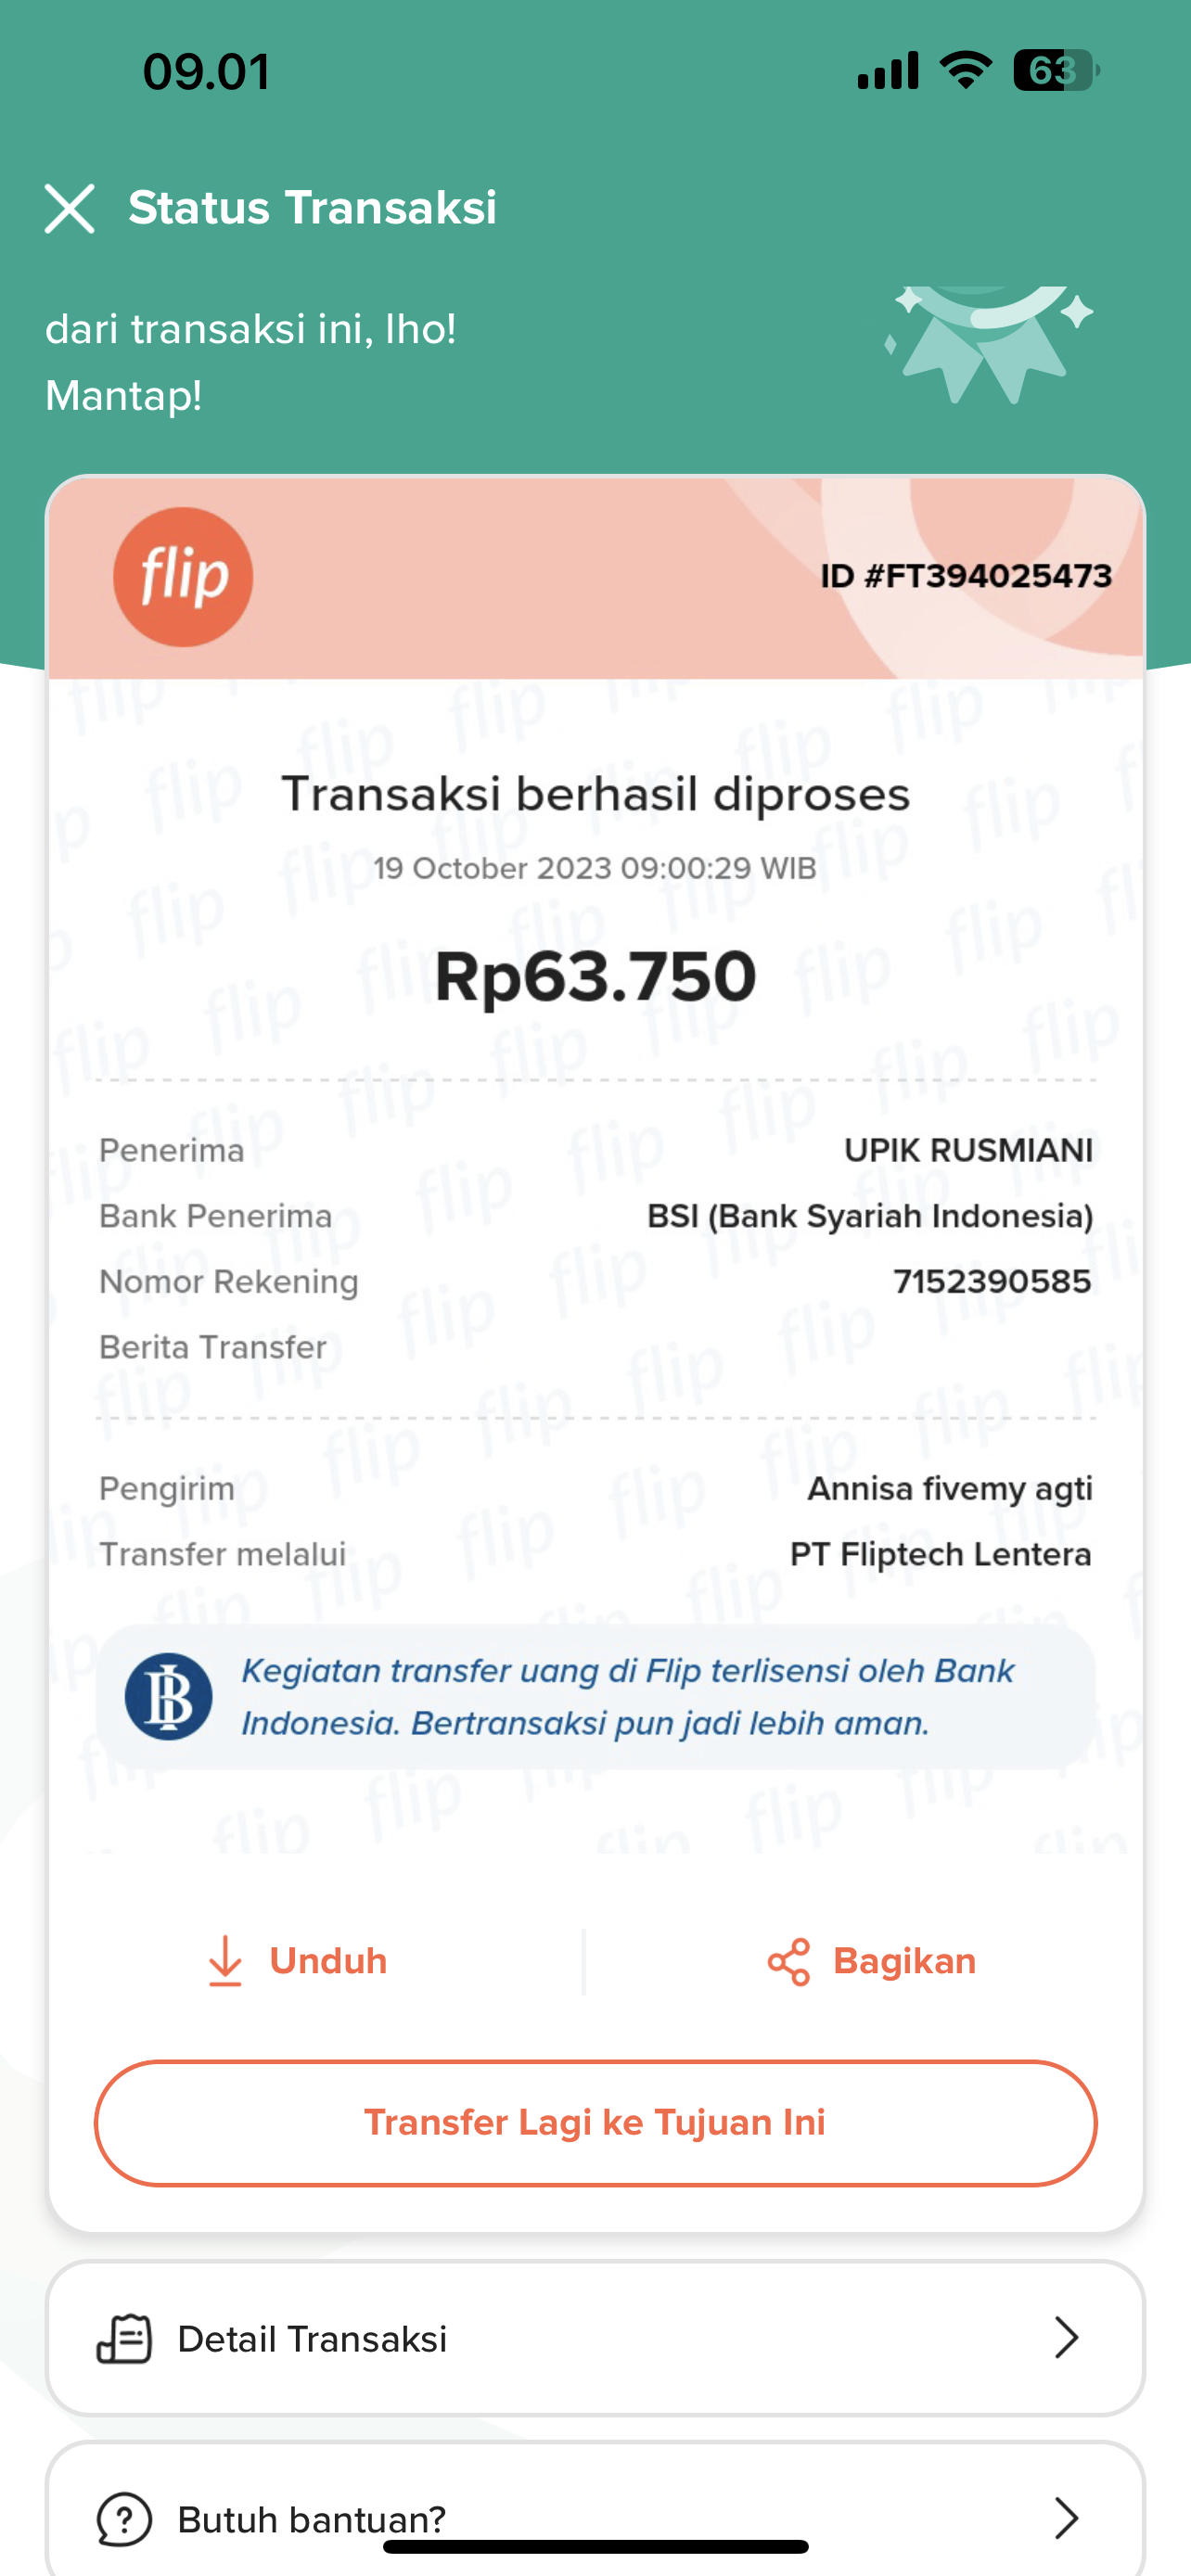 09.01
63
Status Transaksi
dari transaksi ini, lho!
Mantap!
flip
ID #FT394025473
Transaksi berhasil diproses
19 October 2023 09:00:29 WIB
Rp63.750
Penerima UPIK RUSMIANI
Bank Penerima BSI (Bank Syariah Indonesia)
Nomor Rekening 7152390585
Berita Transfer
Pengirim Annisa fivemy agti
Transfer melalui PT Fliptech Lentera
Kegiatan transfer uang di Flip terlisensi oleh Bank
Indonesia. Bertransaksi pun jadi lebih aman.
Unduh Bagikan
Transfer Lagi ke Tujuan Ini
Detail Transaksi
Butuh bantuan?